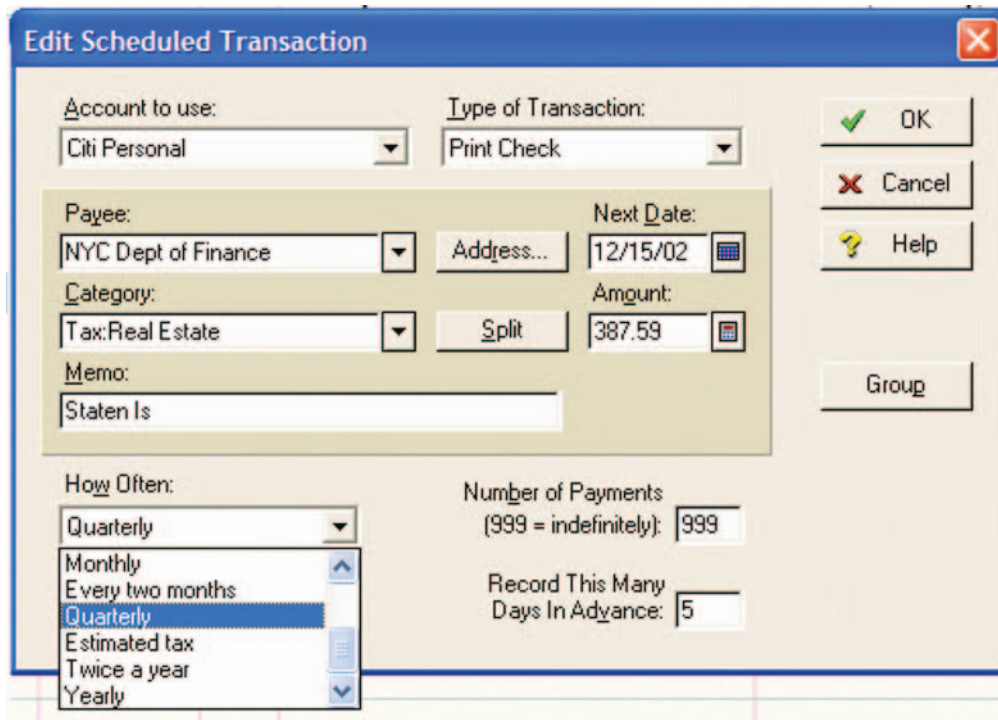 Edit Scheduled Transaction
Account to use:
Type of Transaction:
Citi Personal
Print Check
OK
Cancel
Help
Payee:
Next Date:
NYC Dept of Finance
Address...
12/15/02
Category:
Amount:
Tax:Real Estate
Split
387.59
Memo:
Staten Is
Group
How Often:
Quarterly
Monthly
Every two months
Quarterly
Estimated tax
Twice a year
Yearly
Number of Payments
(999 = indefinitely):
999
Record This Many
Days In Advance:
5